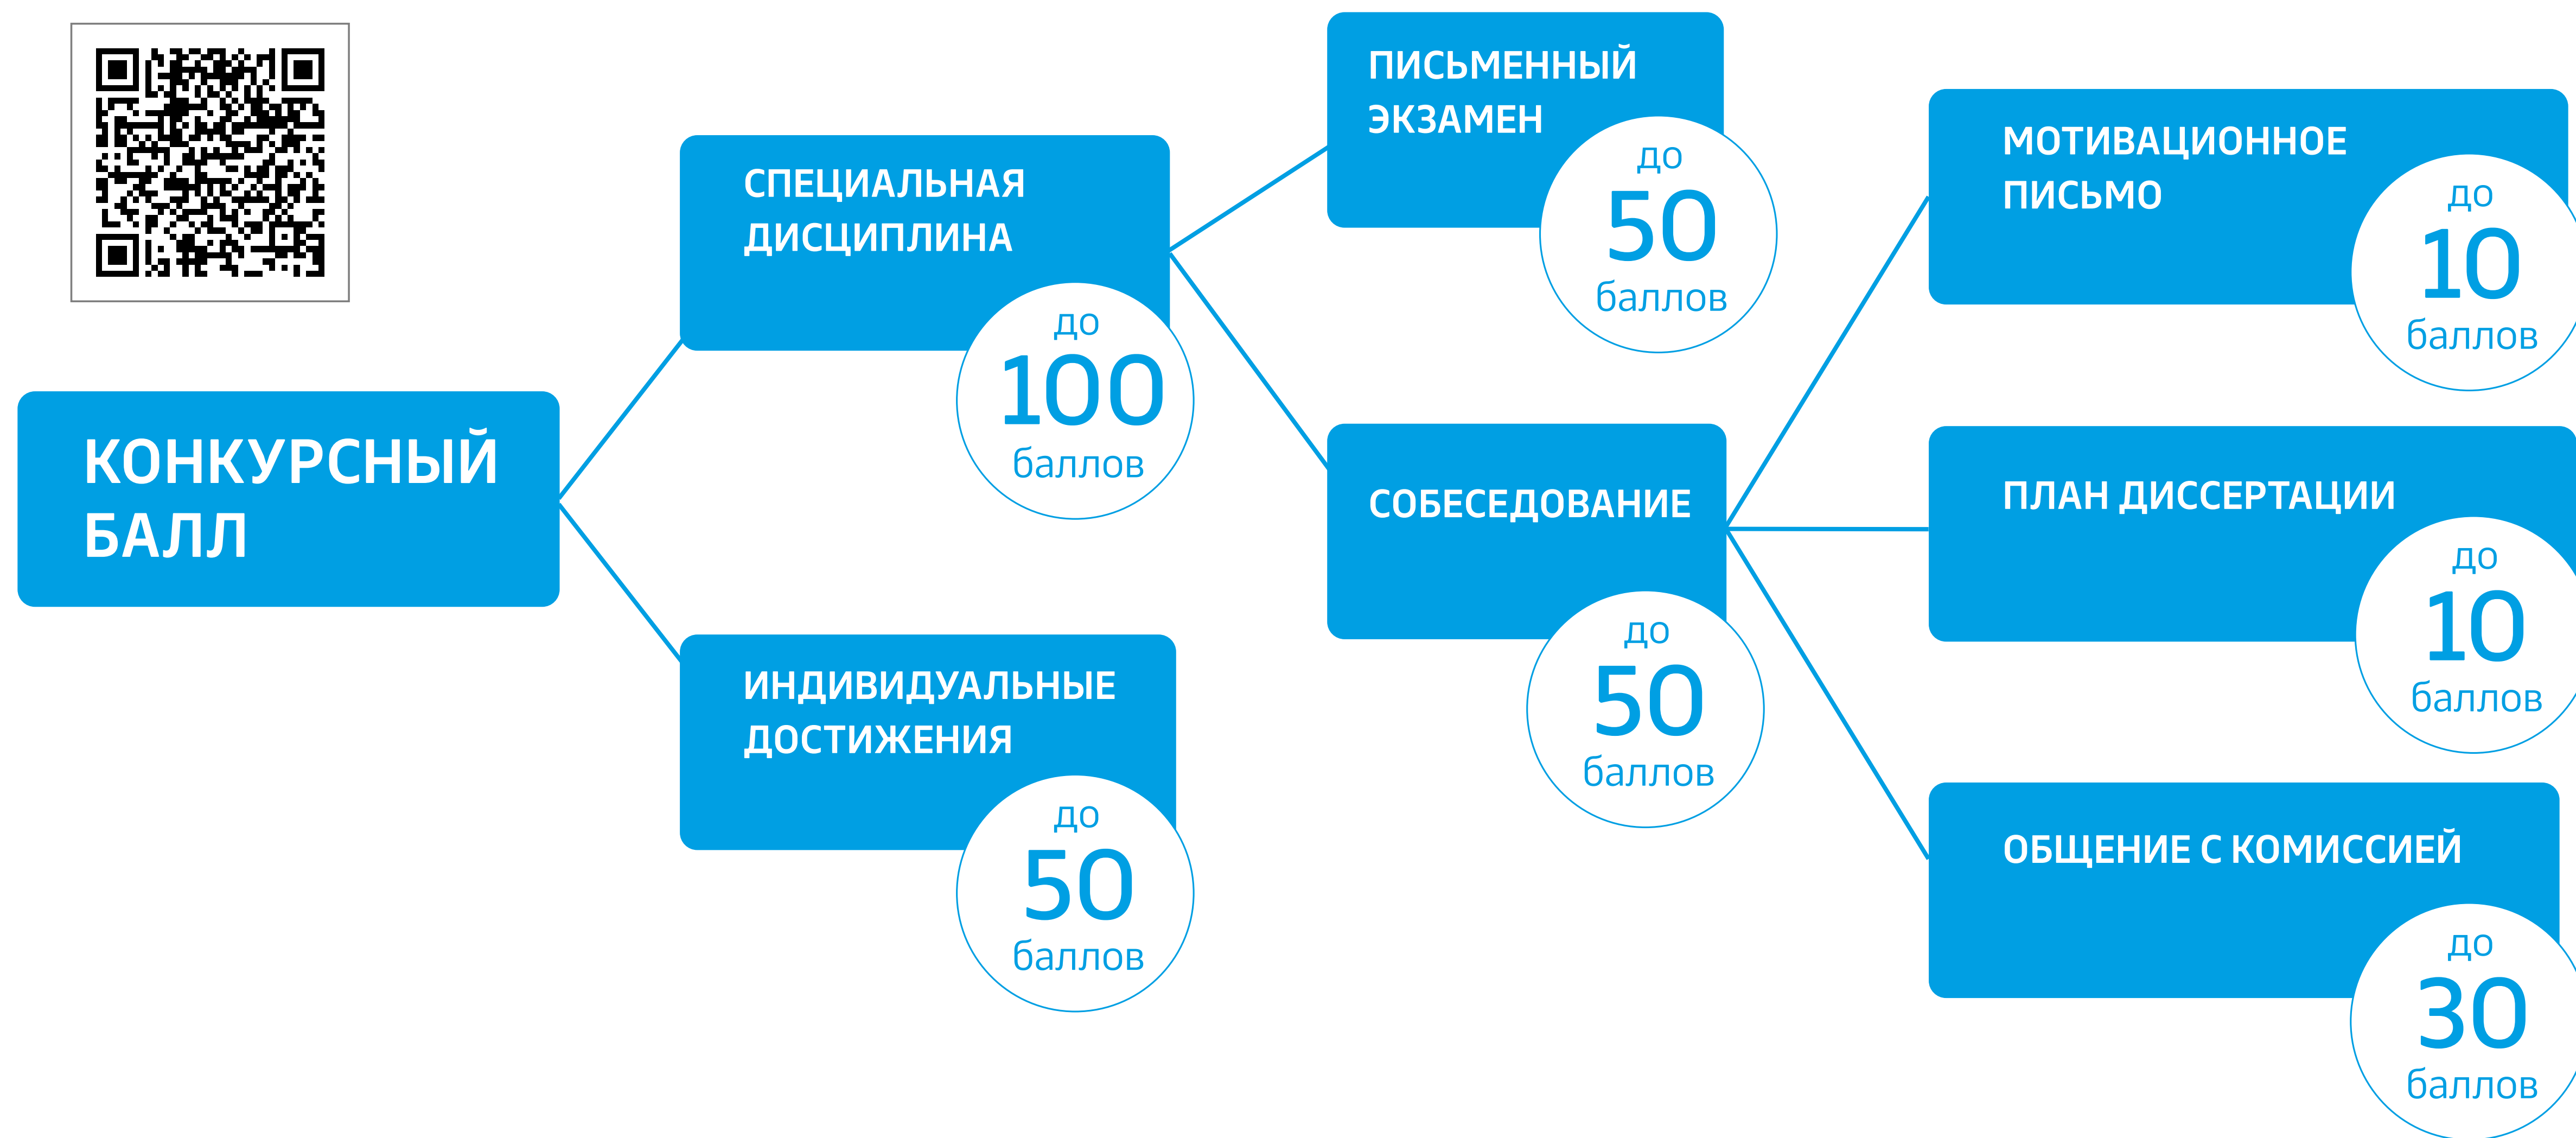 КОНКУРСНЫЙ
БАЛЛ
СПЕЦИАЛЬНАЯ
ДИСЦИПЛИНА
до
100
баллов
ИНДИВИДУАЛЬНЫЕ
ДОСТИЖЕНИЯ
до
50
баллов
ПИСЬМЕННЫЙ
ЭКЗАМЕН
до
50
баллов
СОБЕСЕДОВАНИЕ
до
50
баллов
МОТИВАЦИОННОЕ
ПИСЬМО
до
10
баллов
ПЛАН ДИССЕРТАЦИИ
до
10
баллов
ОБЩЕНИЕ С КОМИССИЕЙ
до
30
баллов